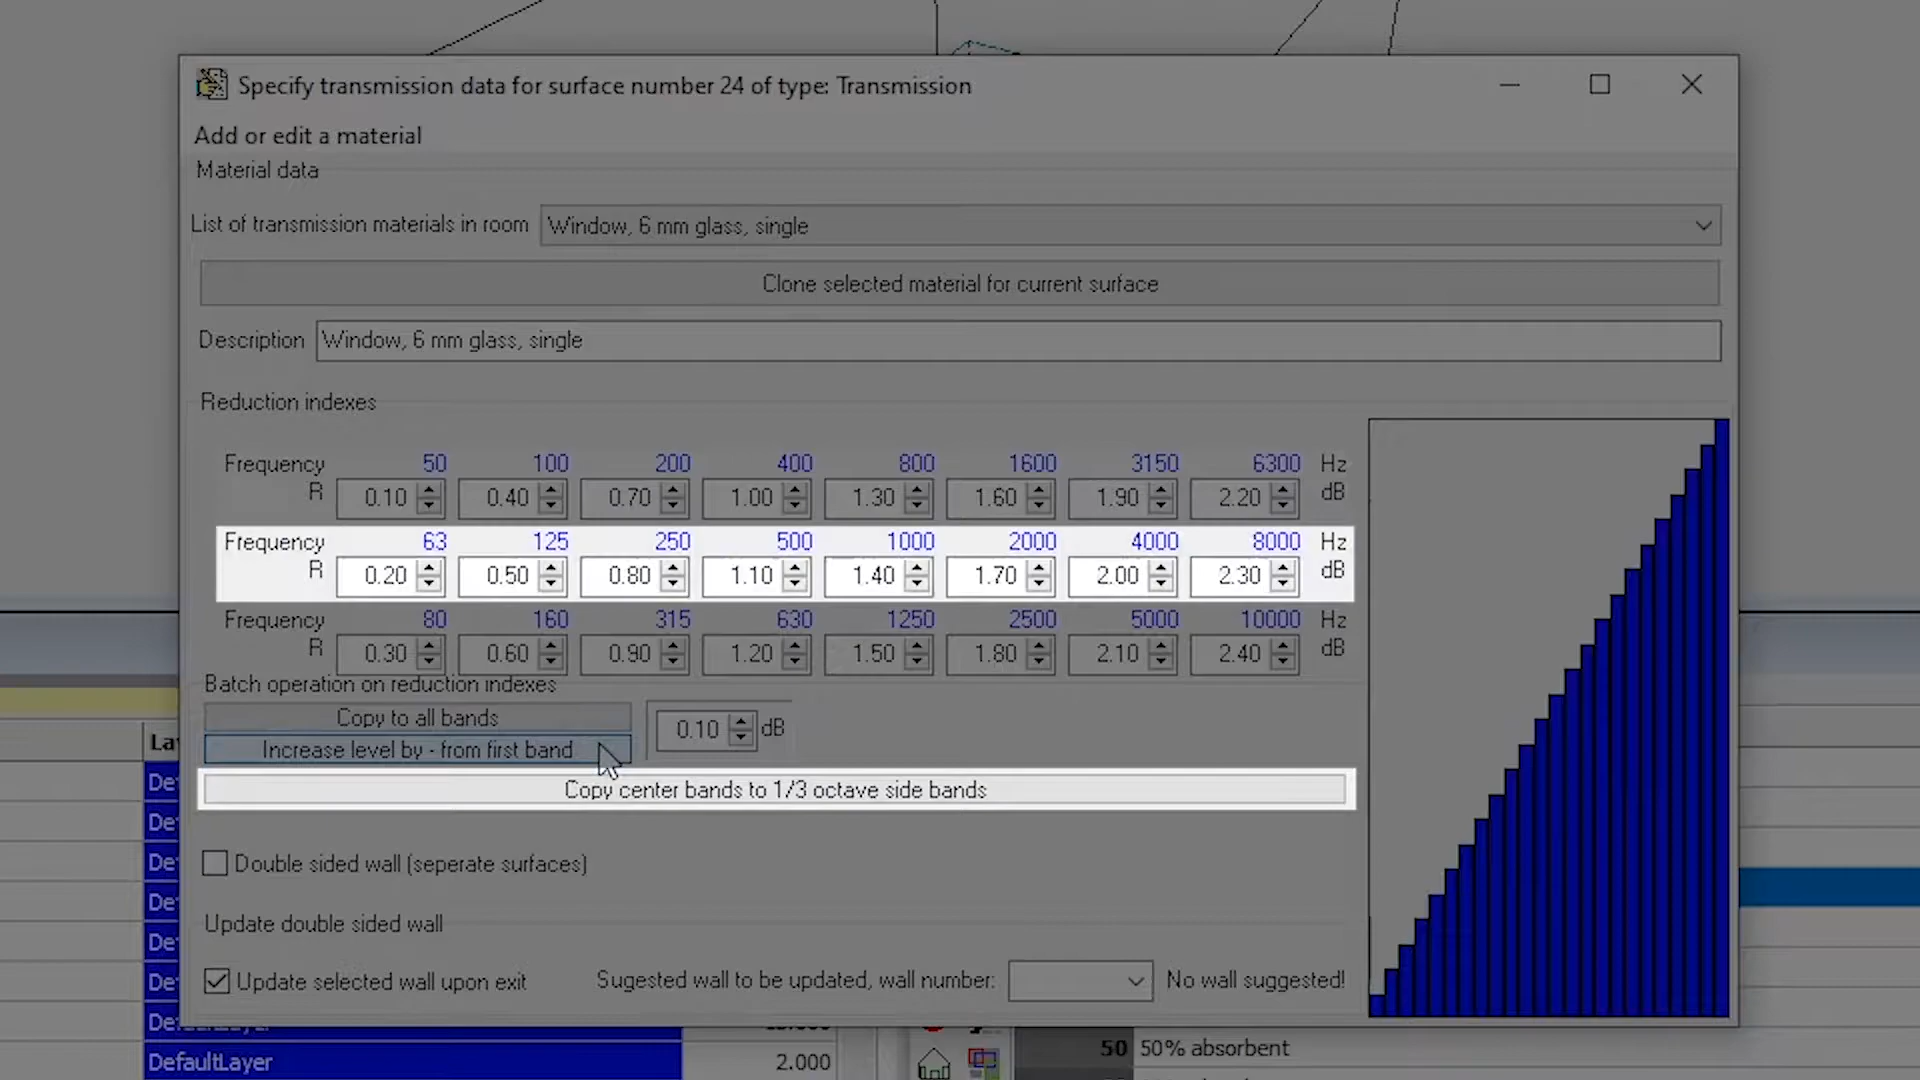 Specify transmission data for surface number 24 of type: Transmission
Add or edit a material
Material data
List of transmission materials in room Window, 6 mm glass, single
Clone selected material for current surface
Description Window, 6 mm glass, single
Reduction indexes
Frequency 50 100 200 400 800 1600 3150 6300 Hz
R 0.10 0.40 0.70 1.00 1.30 1.60 1.90 2.20 dB
Frequency 63 125 250 500 1000 2000 4000 8000 Hz
R 0.20 0.50 0.80 1.10 1.40 1.70 2.00 2.30 dB
Frequency 80 160 315 630 1250 2500 5000 10000 Hz
R 0.30 0.60 0.90 1.20 1.50 1.80 2.10 2.40 dB
Batch operation on reduction indexes
Copy to all bands
0.10 dB
Increase level by - from first band
Copy center bands to 1/3 octave side bands
Double sided wall (seperate surfaces)
Update double sided wall
Update selected wall upon exit Sugested wall to be updated, wall number: No wall suggested!
La
De
De
De
De
De
De
DefaultLayer 2.000
50 50% absorbent